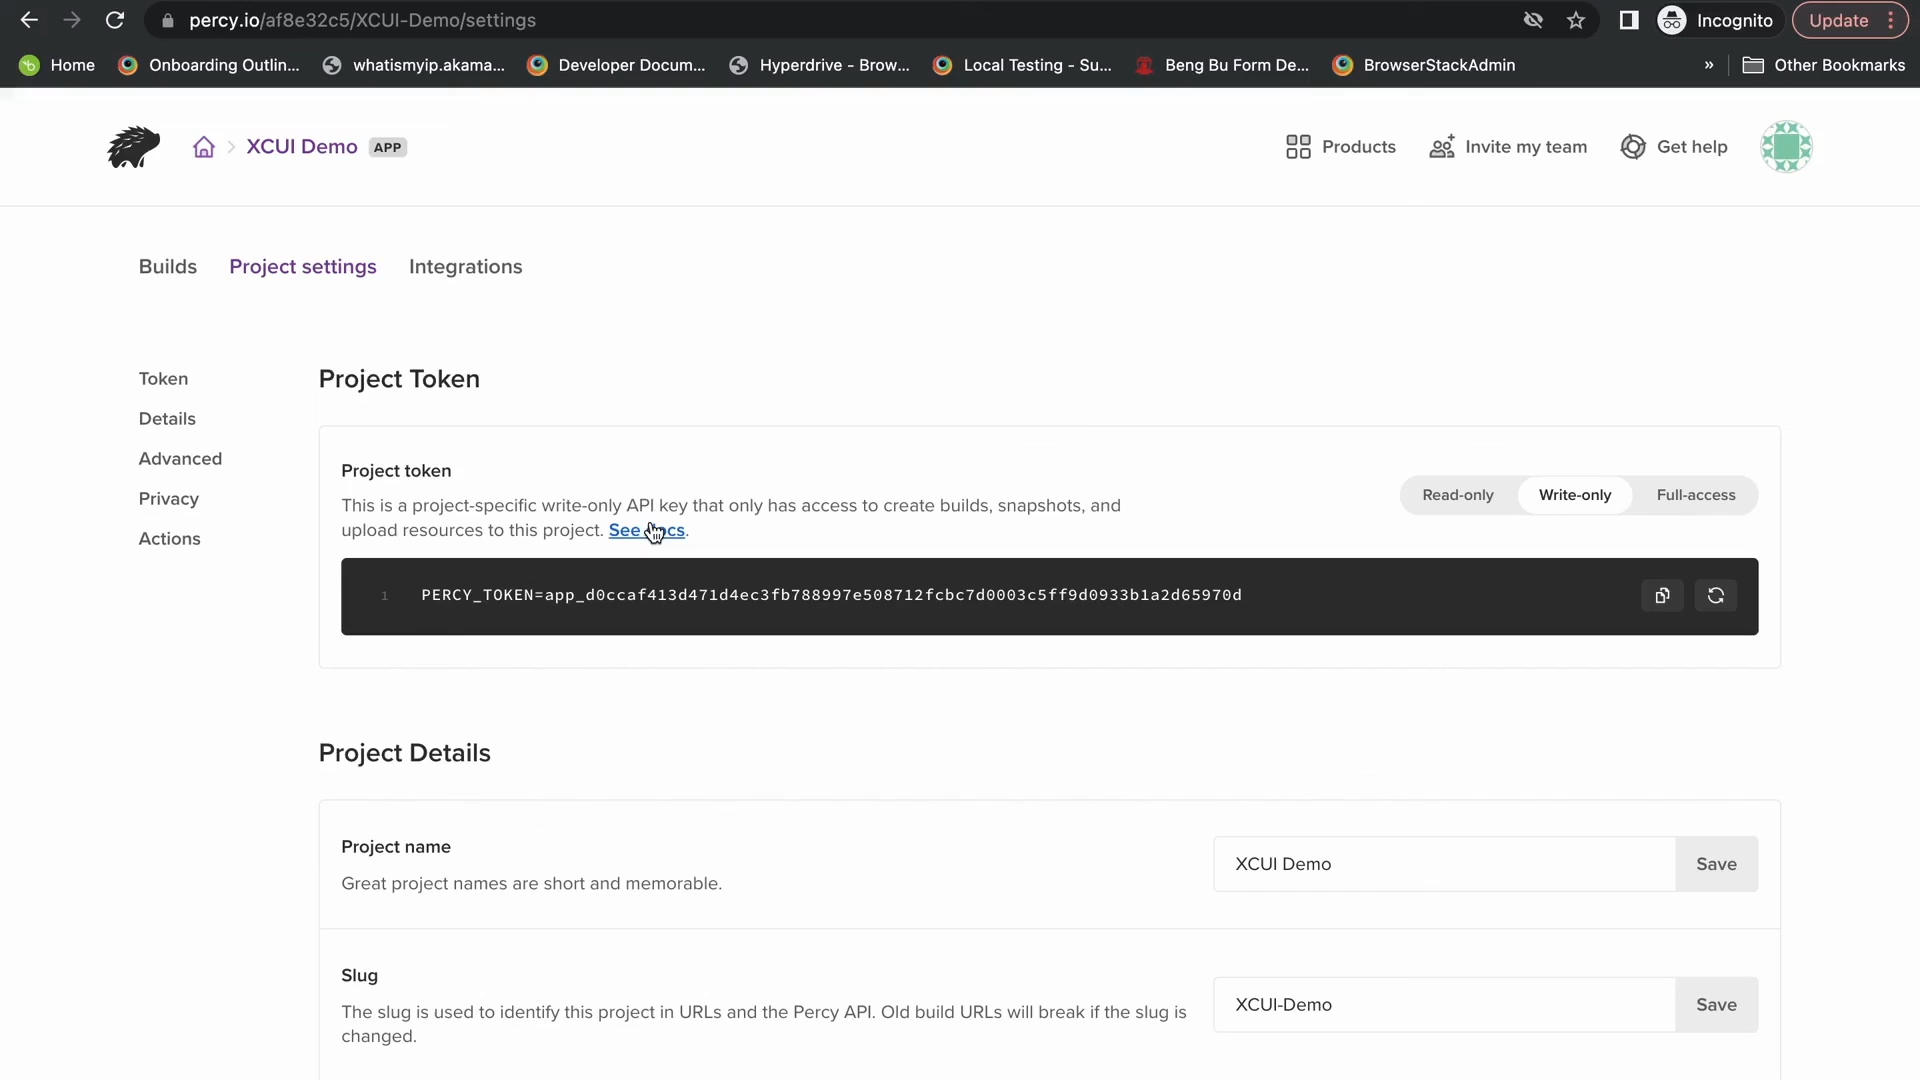 percy.io/af8e32c5/XCUI-Demo/settings
Incognito
Update
Home
Onboarding Outlin...
whatismyip.akama...
Developer Docum...
Hyperdrive - Brow...
Local Testing - Su...
Beng Bu Form De...
BrowserStackAdmin
»
Other Bookmarks
XCUI Demo APP
Products
Invite my team
Get help
Builds
Project settings
Integrations
Token
Details
Advanced
Privacy
Actions
Project Token
Project token
This is a project-specific write-only API key that only has access to create builds, snapshots, and
upload resources to this project. See
Read-only
Write-only
Full-access
1 PERCY_TOKEN=app_d0ccaf413d471d4ec3fb788997e508712fcbc7d0003c5ff9d0933b1a2d65970d
Project Details
Project name
Great project names are short and memorable.
XCUI Demo
Save
Slug
The slug is used to identify this project in URLs and the Percy API. Old build URLs will break if the slug is
changed.
XCUI-Demo
Save